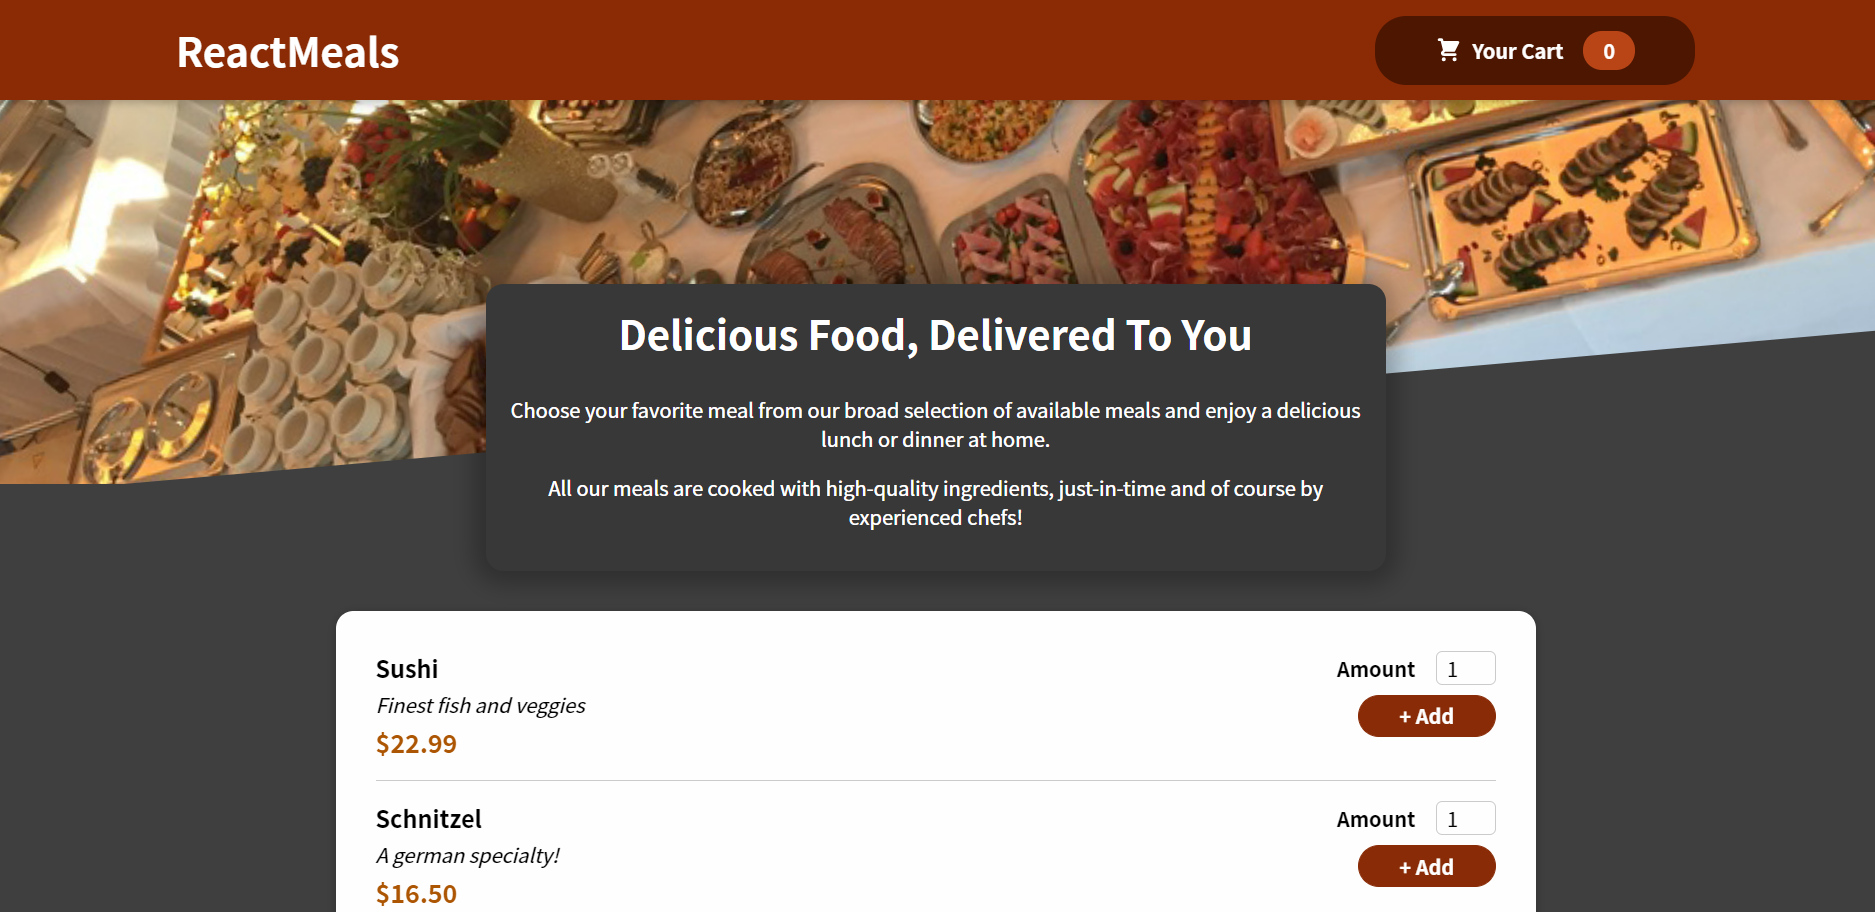 ReactMeals
Your Cart 0
Delicious Food, Delivered To You
Choose your favorite meal from our broad selection of available meals and enjoy a delicious
lunch or dinner at home.
All our meals are cooked with high-quality ingredients, just-in-time and of course by
experienced chefs!
Sushi
Finest fish and veggies
$22.99
Amount 1
+ Add
Schnitzel
A german specialty!
$16.50
Amount 1
+ Add